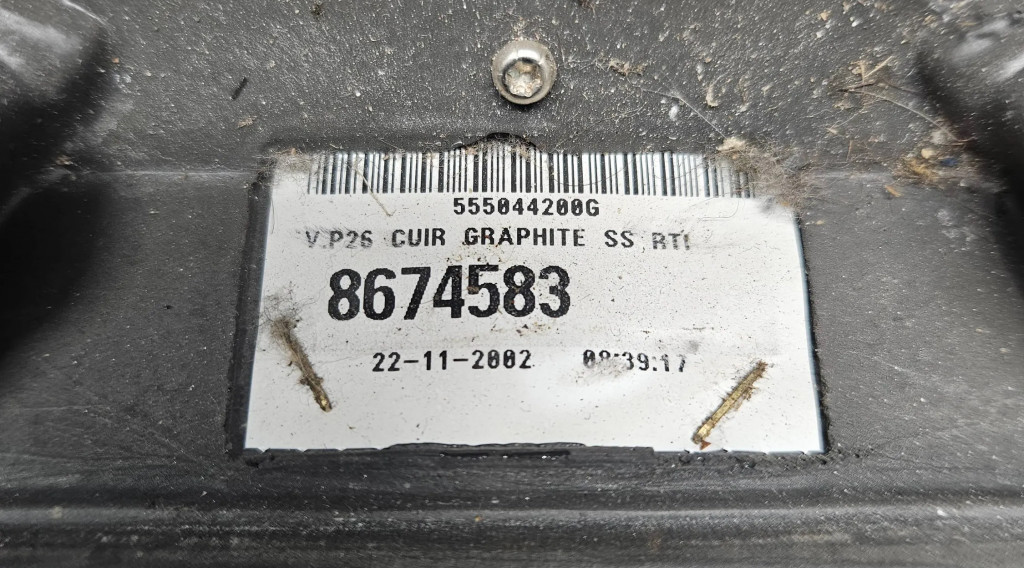 555044200G
V.P26 CUIR GRAPHITE SS RTI
8674583
22-11-2002 08:39:17